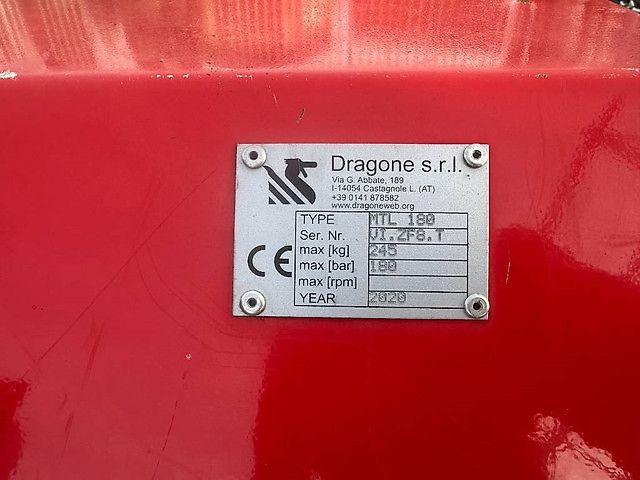 Dragone s.r.l.
Via G. Abbate, 189
I-14054 Castagnole L. (AT)
+39 0141 878582
www.dragoneweb.org
TYPE MTL 180
Ser. Nr. VI.ZF8.T
max [kg] 245
max [bar] 180
max [rpm]
YEAR 2020
CE